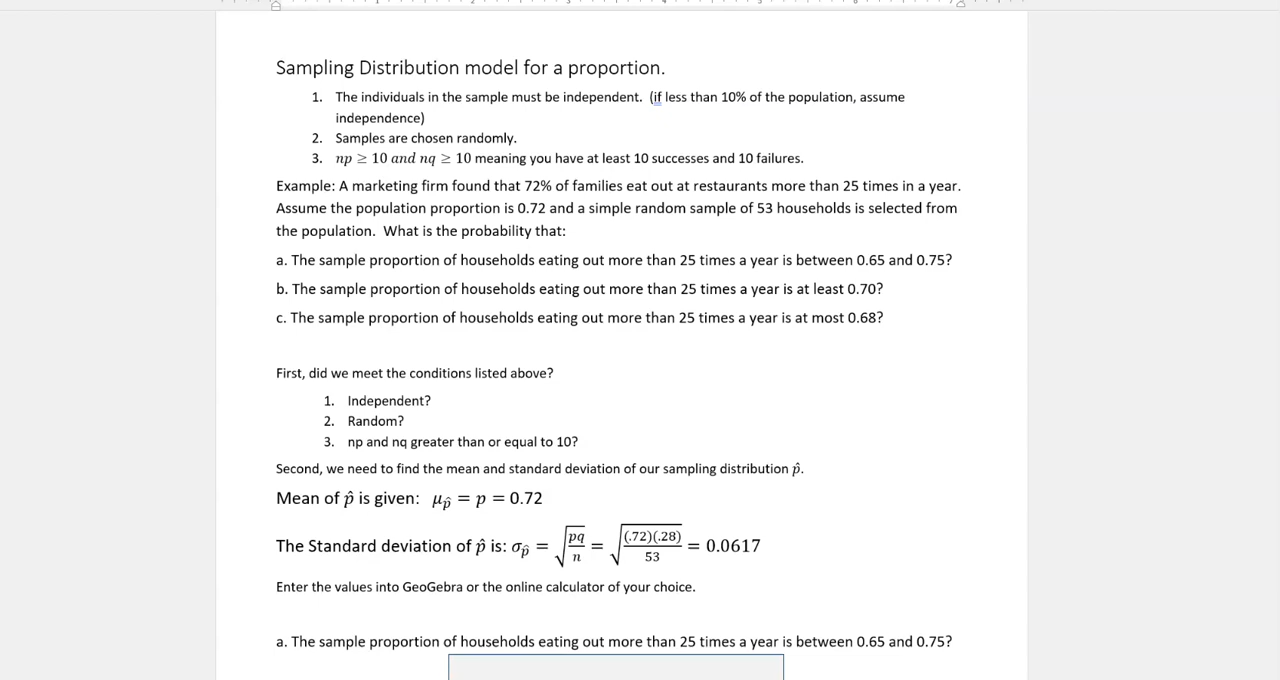 Sampling Distribution model for a proportion.
1. The individuals in the sample must be independent. (if less than 10% of the population, assume
independence)
2. Samples are chosen randomly.
3. np ≥ 10 and nq ≥ 10 meaning you have at least 10 successes and 10 failures.
Example: A marketing firm found that 72% of families eat out at restaurants more than 25 times in a year.
Assume the population proportion is 0.72 and a simple random sample of 53 households is selected from
the population. What is the probability that:
a. The sample proportion of households eating out more than 25 times a year is between 0.65 and 0.75?
b. The sample proportion of households eating out more than 25 times a year is at least 0.70?
c. The sample proportion of households eating out more than 25 times a year is at most 0.68?
First, did we meet the conditions listed above?
1. Independent?
2. Random?
3. np and nq greater than or equal to 10?
Second, we need to find the mean and standard deviation of our sampling distribution p̂.
Mean of p̂ is given: μp̂ = p = 0.72
The Standard deviation of p̂ is: σp̂ = √(pq/n) = √((.72)(.28)/53) = 0.0617
Enter the values into GeoGebra or the online calculator of your choice.
a. The sample proportion of households eating out more than 25 times a year is between 0.65 and 0.75?